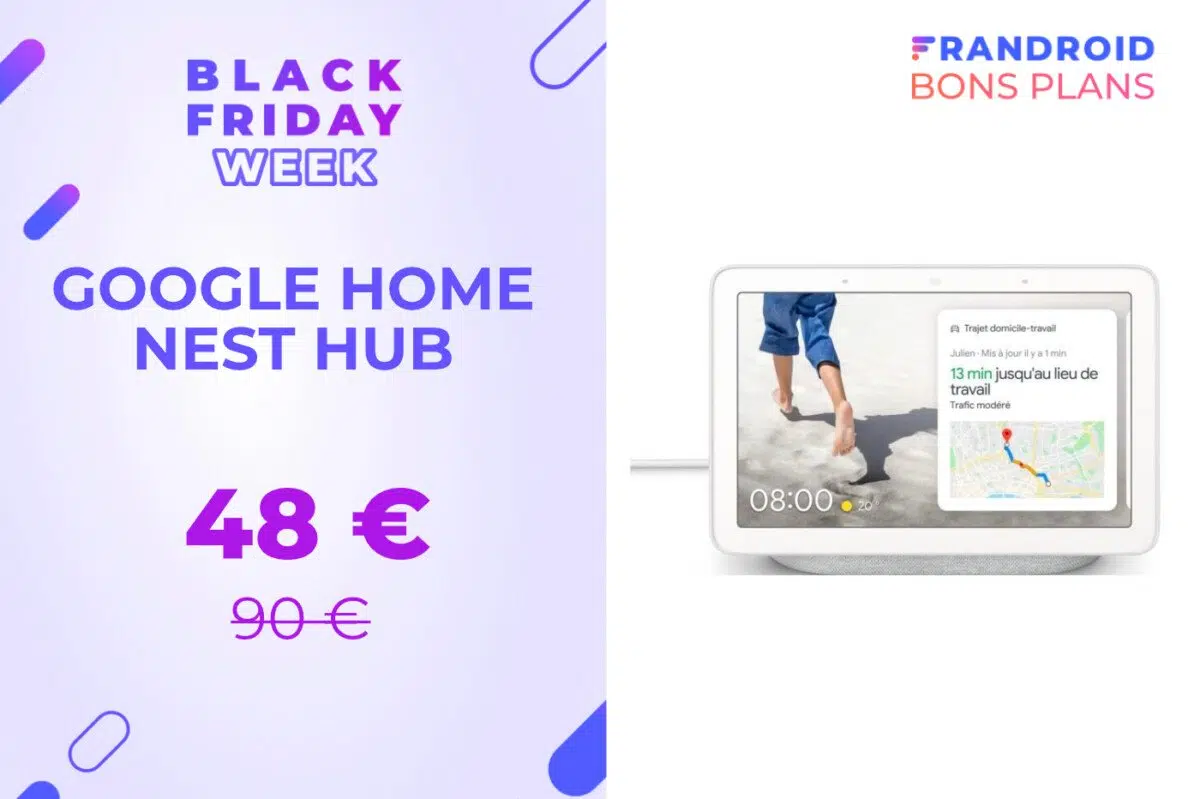 BLACK
FRIDAY
WEEK
GOOGLE HOME
NEST HUB
48 €
90 €
FRANDROID
BONS PLANS
Trajet domicile-travail
Julien · Mis à jour il y a 1 min
13 min jusqu'au lieu de
travail
Trafic modéré
08:00
20°